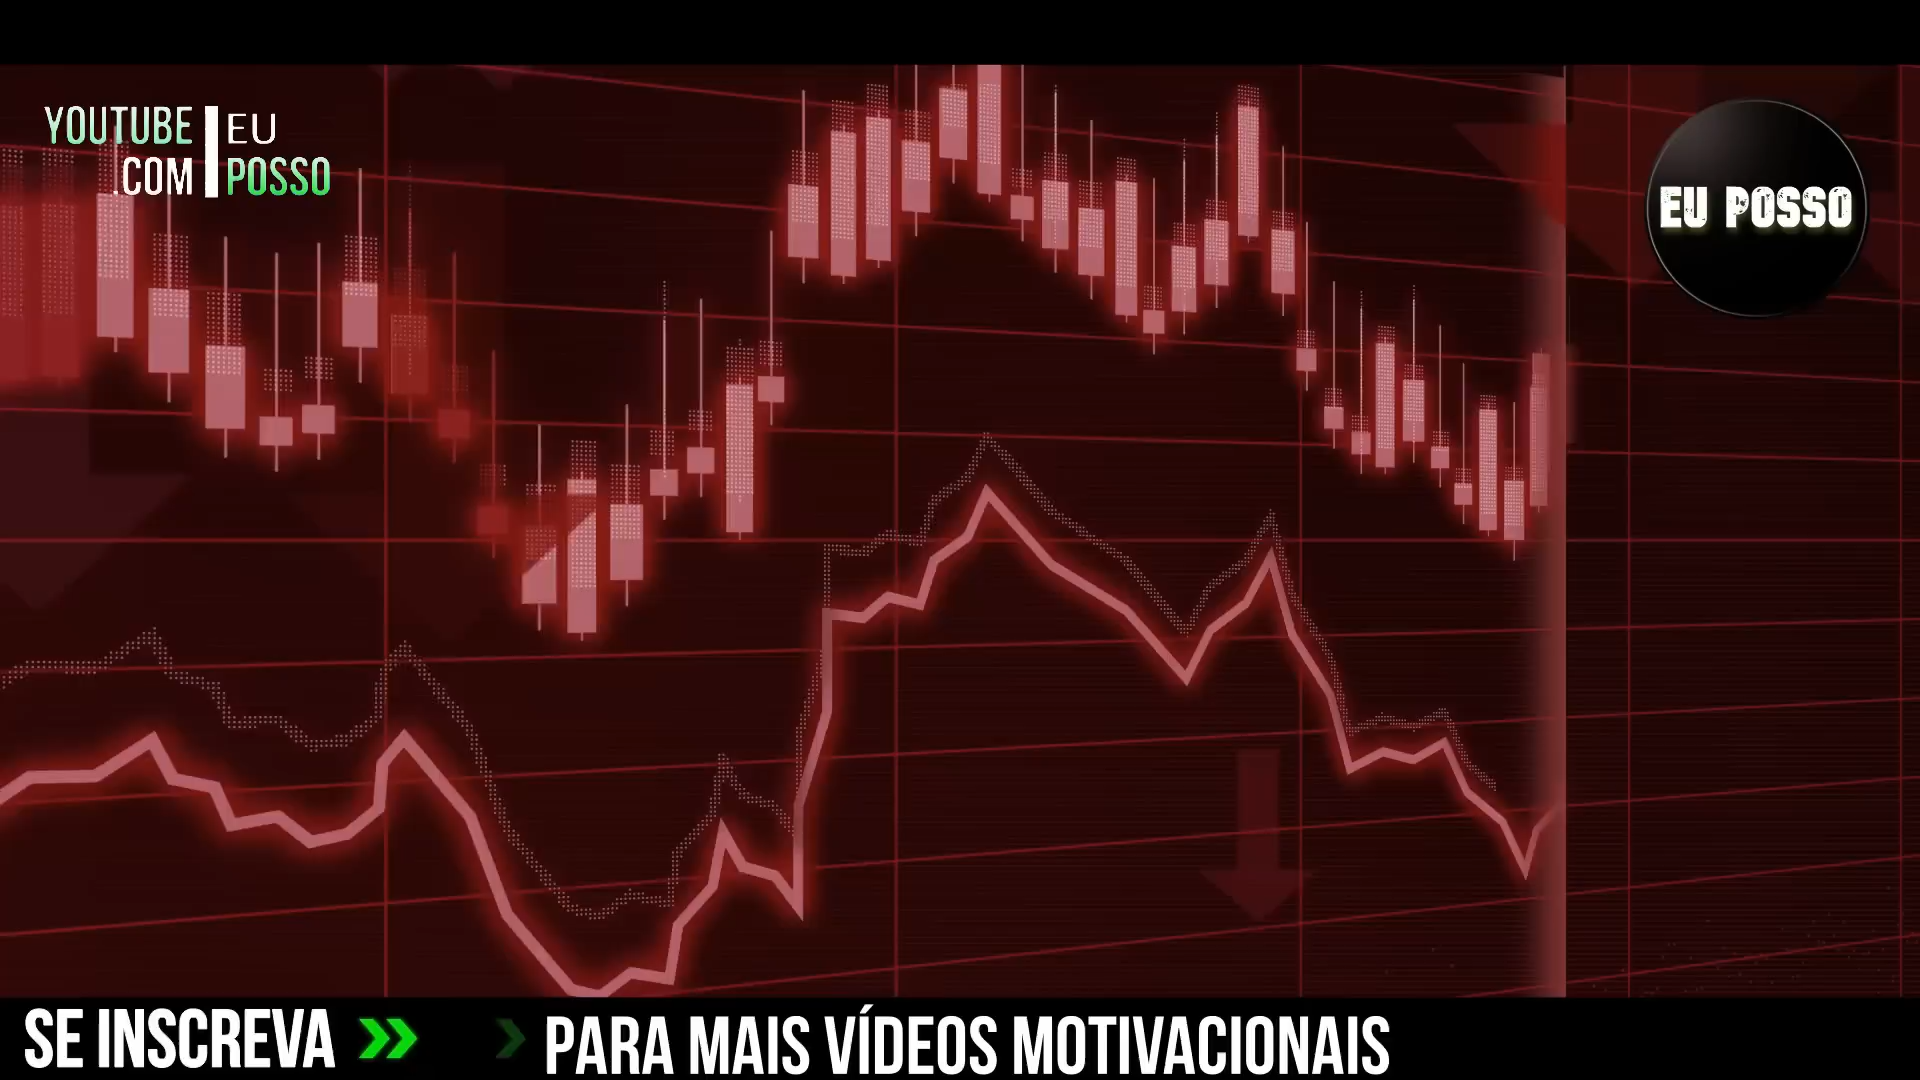 YOUTUBE
.COM
EU
POSSO
EU POSSO
SE INSCREVA
PARA MAIS VÍDEOS MOTIVACIONAIS